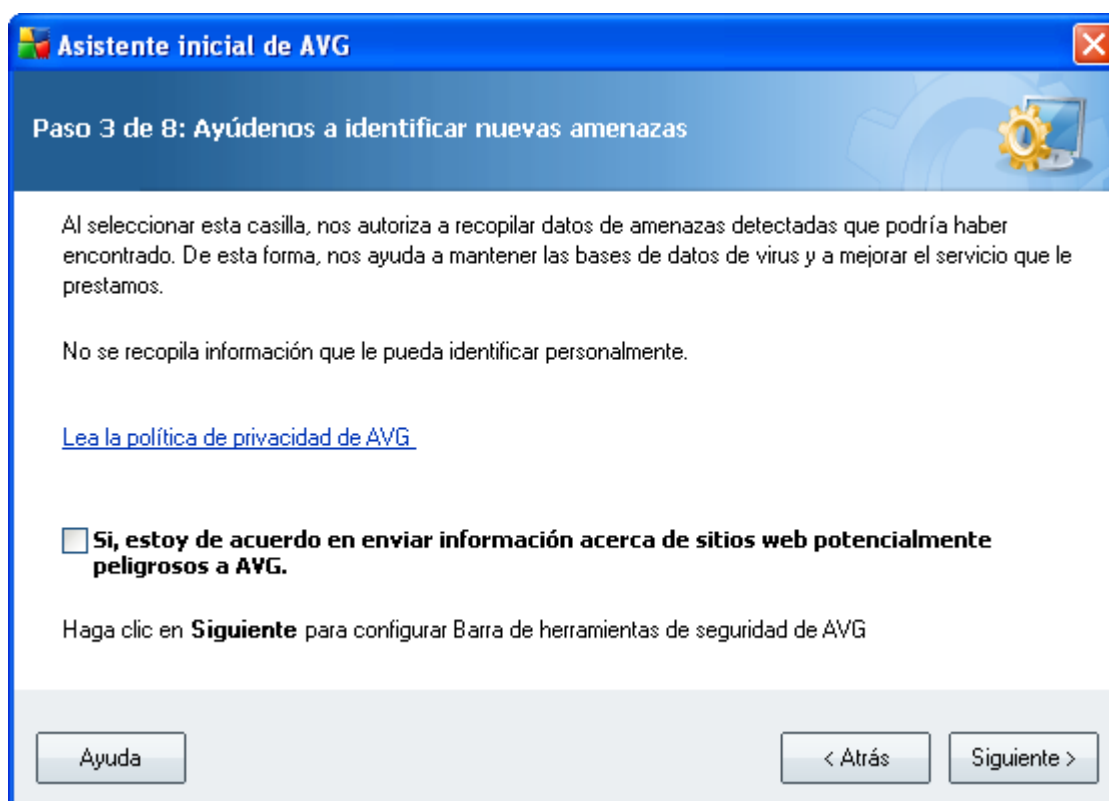 Asistente inicial de AVG
Paso 3 de 8: Ayúdenos a identificar nuevas amenazas
Al seleccionar esta casilla, nos autoriza a recopilar datos de amenazas detectadas que podría haber
encontrado. De esta forma, nos ayuda a mantener las bases de datos de virus y a mejorar el servicio que le
prestamos.
No se recopila información que le pueda identificar personalmente.
Lea la política de privacidad de AVG
Si, estoy de acuerdo en enviar información acerca de sitios web potencialmente
peligrosos a AVG.
Haga clic en Siguiente para configurar Barra de herramientas de seguridad de AVG
Ayuda
< Atrás
Siguiente >